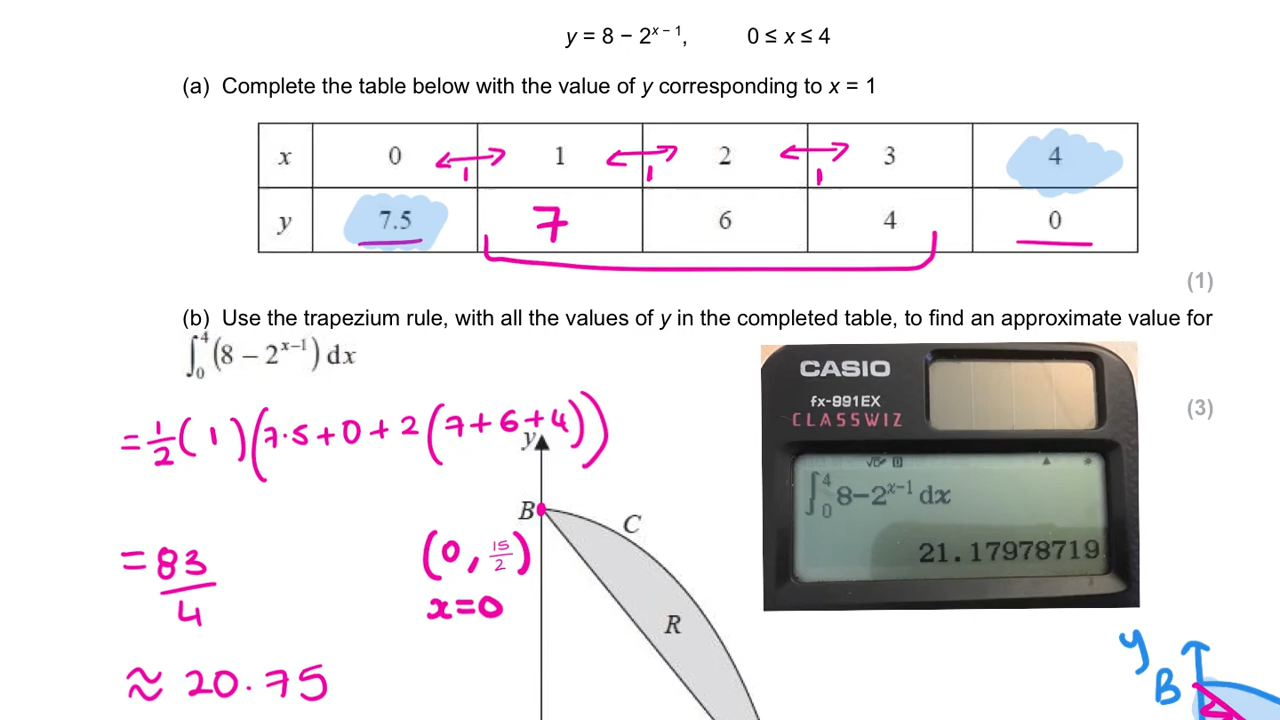 y = 8 − 2^(x − 1), 0 ≤ x ≤ 4
(a) Complete the table below with the value of y corresponding to x = 1
x 0 1 2 3 4
1 1 1
y 7.5 7 6 4 0
(1)
(b) Use the trapezium rule, with all the values of y in the completed table, to find an approximate value for
∫₀⁴ (8 − 2^(x−1)) dx
(3)
CASIO
fx-991EX
CLASSWIZ
∫₀⁴ 8−2^(x−1) dx
21.17978719
= 1/2 (1)(7.5+0+2(7+6+4))
y
B C
= 83/4
(0, 15/2)
x=0
R
≈ 20.75
y
B